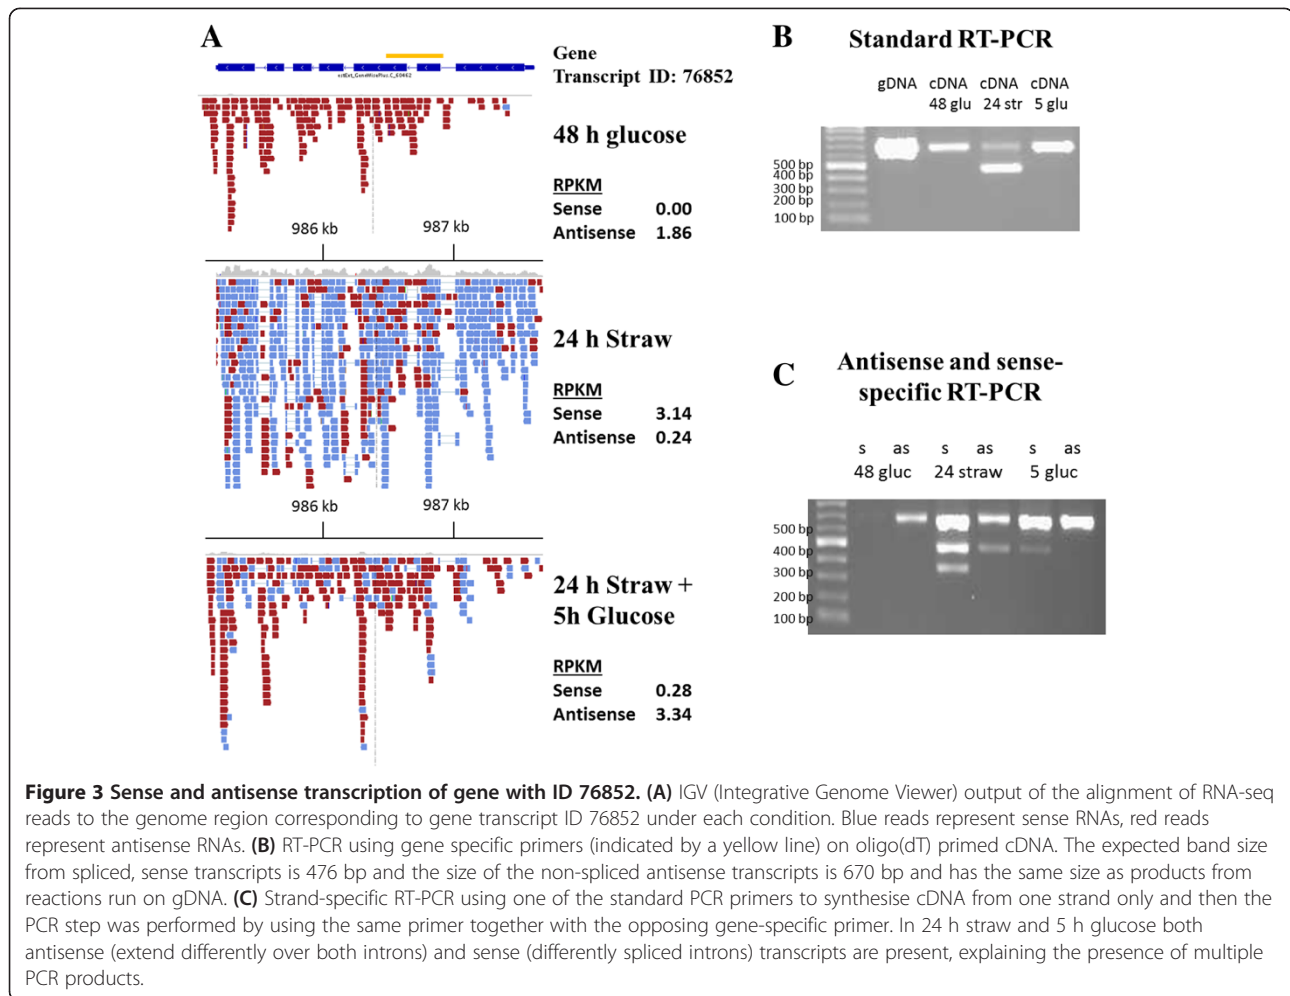 A
Gene
Transcript ID: 76852
48 h glucose
RPKM
Sense 0.00
Antisense 1.86
986 kb 987 kb
24 h Straw
RPKM
Sense 3.14
Antisense 0.24
986 kb 987 kb
24 h Straw +
5h Glucose
RPKM
Sense 0.28
Antisense 3.34
B
Standard RT-PCR
gDNA cDNA cDNA cDNA
48 glu 24 str 5 glu
500 bp
400 bp
300 bp
200 bp
100 bp
C
Antisense and sense-
specific RT-PCR
s as s as s as
48 gluc 24 straw 5 gluc
500 bp
400 bp
300 bp
200 bp
100 bp
Figure 3 Sense and antisense transcription of gene with ID 76852. (A) IGV (Integrative Genome Viewer) output of the alignment of RNA-seq
reads to the genome region corresponding to gene transcript ID 76852 under each condition. Blue reads represent sense RNAs, red reads
represent antisense RNAs. (B) RT-PCR using gene specific primers (indicated by a yellow line) on oligo(dT) primed cDNA. The expected band size
from spliced, sense transcripts is 476 bp and the size of the non-spliced antisense transcripts is 670 bp and has the same size as products from
reactions run on gDNA. (C) Strand-specific RT-PCR using one of the standard PCR primers to synthesise cDNA from one strand only and then the
PCR step was performed by using the same primer together with the opposing gene-specific primer. In 24 h straw and 5 h glucose both
antisense (extend differently over both introns) and sense (differently spliced introns) transcripts are present, explaining the presence of multiple
PCR products.